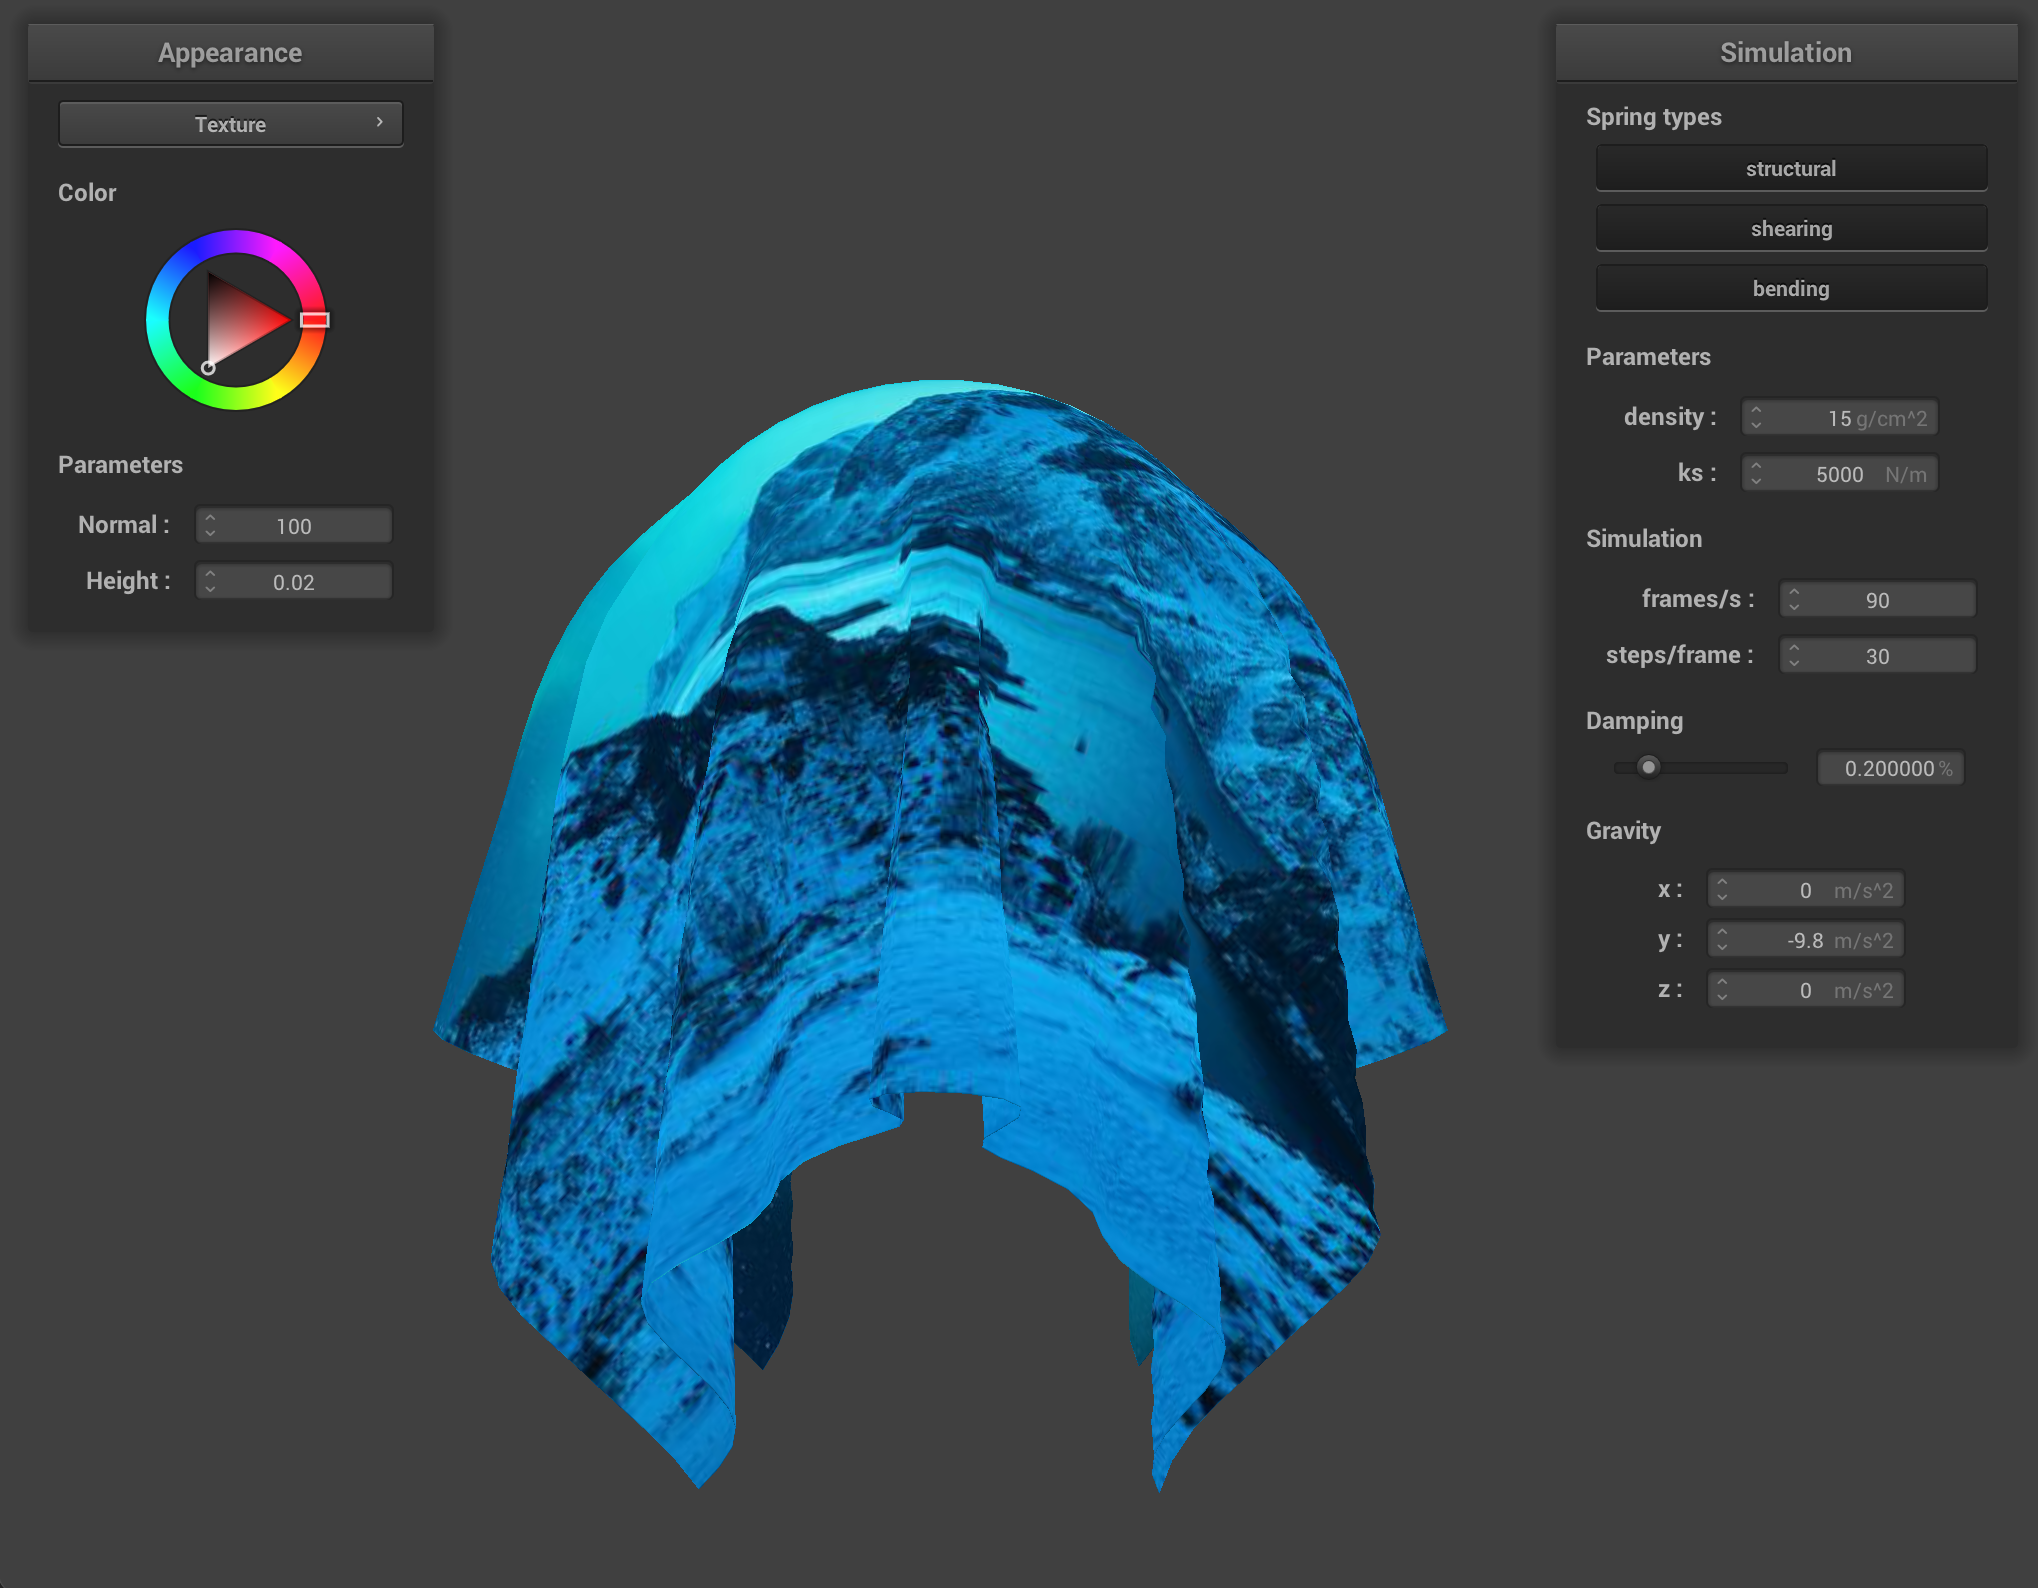 Appearance
Texture
Color
Parameters
Normal : 100
Height : 0.02
Simulation
Spring types
structural
shearing
bending
Parameters
density : 15 g/cm^2
ks : 5000 N/m
Simulation
frames/s : 90
steps/frame : 30
Damping
0.200000 %
Gravity
x : 0 m/s^2
y : -9.8 m/s^2
z : 0 m/s^2